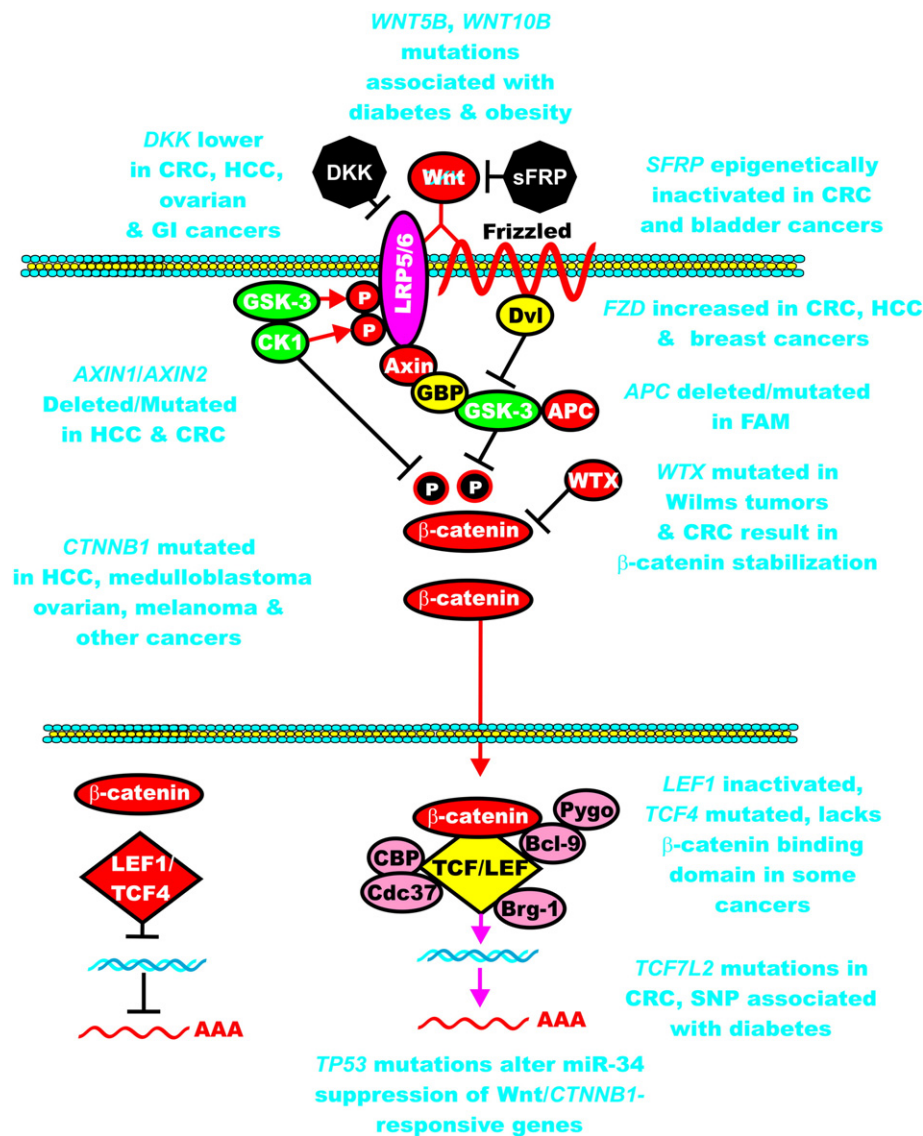 WNT5B, WNT10B
mutations
associated with
diabetes & obesity
DKK lower
in CRC, HCC,
ovarian
& GI cancers
DKK
Wnt
sFRP
SFRP epigenetically
inactivated in CRC
and bladder cancers
Frizzled
LRP5/6
GSK-3
P
CK1
P
Dvl
FZD increased in CRC, HCC
& breast cancers
Axin
GBP
GSK-3
APC
AXIN1/AXIN2
Deleted/Mutated
in HCC & CRC
APC deleted/mutated
in FAM
P
P
WTX
β-catenin
WTX mutated in
Wilms tumors
& CRC result in
β-catenin stabilization
CTNNB1 mutated
in HCC, medulloblastoma
ovarian, melanoma &
other cancers
β-catenin
β-catenin
LEF1/
TCF4
AAA
β-catenin
Pygo
Bcl-9
CBP
TCF/LEF
Cdc37
Brg-1
AAA
LEF1 inactivated,
TCF4 mutated, lacks
β-catenin binding
domain in some
cancers
TCF7L2 mutations in
CRC, SNP associated
with diabetes
TP53 mutations alter miR-34
suppression of Wnt/CTNNB1-
responsive genes